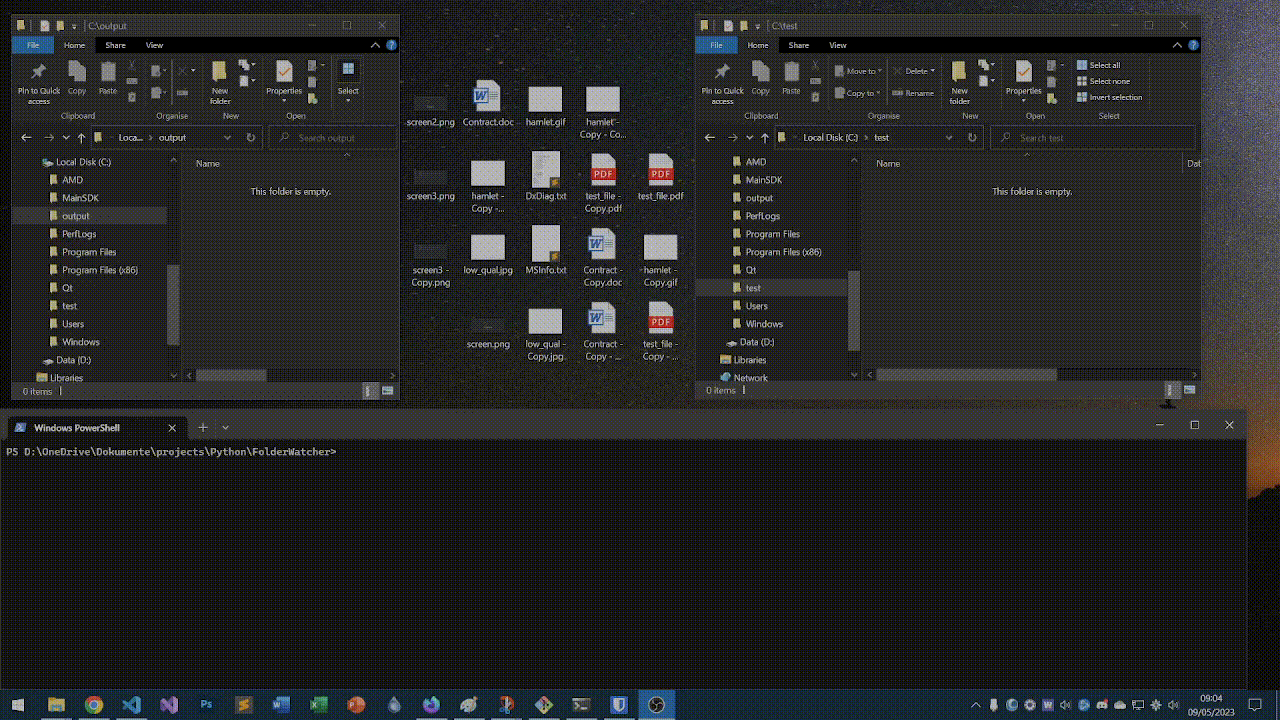 C:\output
File Home Share View
Pin to Quick access
Copy
Paste
New folder
Properties
Select
Clipboard Organise New Open
Loca... > output
Search output
Local Disk (C:)
AMD
MainSDK
output
PerfLogs
Program Files
Program Files (x86)
Qt
test
Users
Windows
Data (D:)
Libraries
Name
This folder is empty.
0 items
screen2.png
Contract.doc
hamlet.gif
hamlet - Copy - Co...
screen3.png
hamlet - Copy - ...
DxDiag.txt
test_file - Copy.pdf
test_file.pdf
screen3 - Copy.png
low_qual.jpg
MSInfo.txt
Contract - Copy.doc
hamlet - Copy.gif
screen.png
low_qual - Copy.jpg
Contract - Copy - ...
test_file - Copy - ...
C:\test
File Home Share View
Pin to Quick access
Copy
Paste
Move to
Copy to
Delete
Rename
New folder
Properties
Select all
Select none
Invert selection
Clipboard Organise New Open Select
Local Disk (C:) > test
Search test
AMD
MainSDK
output
PerfLogs
Program Files
Program Files (x86)
Qt
test
Users
Windows
Data (D:)
Libraries
Network
Name Dat
This folder is empty.
0 items
Windows PowerShell
PS D:\OneDrive\Dokumente\projects\Python\FolderWatcher>
09:04
09/05/2023